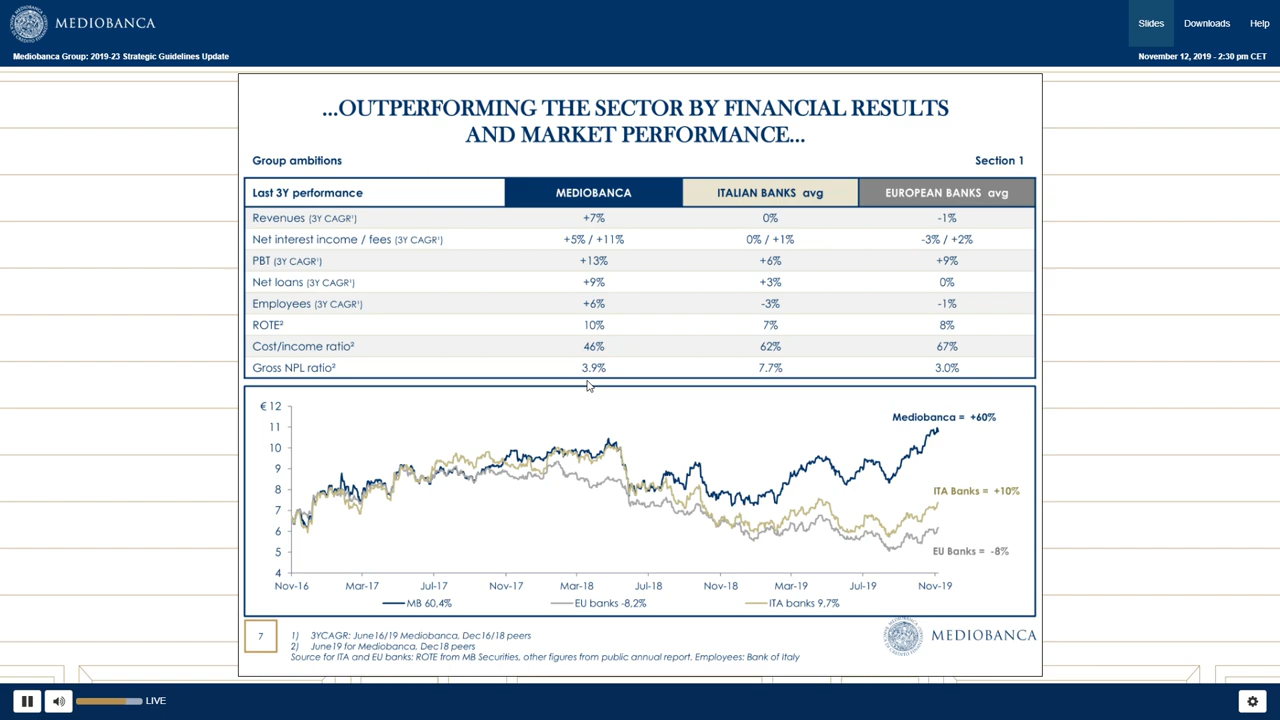 MEDIOBANCA
Slides
Downloads
Help
Mediobanca Group: 2019-23 Strategic Guidelines Update
November 12, 2019 - 2:30 pm CET
...OUTPERFORMING THE SECTOR BY FINANCIAL RESULTS
AND MARKET PERFORMANCE...
Group ambitions
Section 1
Last 3Y performance MEDIOBANCA ITALIAN BANKS avg EUROPEAN BANKS avg
Revenues (3Y CAGR¹) +7% 0% -1%
Net interest income / fees (3Y CAGR¹) +5% / +11% 0% / +1% -3% / +2%
PBT (3Y CAGR¹) +13% +6% +9%
Net loans (3Y CAGR¹) +9% +3% 0%
Employees (3Y CAGR¹) +6% -3% -1%
ROTE² 10% 7% 8%
Cost/income ratio² 46% 62% 67%
Gross NPL ratio² 3.9% 7.7% 3.0%
€ 12
11
10
9
8
7
6
5
4
Mediobanca = +60%
ITA Banks = +10%
EU Banks = -8%
Nov-16 Mar-17 Jul-17 Nov-17 Mar-18 Jul-18 Nov-18 Mar-19 Jul-19 Nov-19
MB 60,4% EU banks -8,2% ITA banks 9,7%
7
1) 3YCAGR: June16/19 Mediobanca, Dec16/18 peers
2) June19 for Mediobanca, Dec18 peers
Source for ITA and EU banks: ROTE from MB Securities, other figures from public annual report. Employees: Bank of Italy
MEDIOBANCA
LIVE